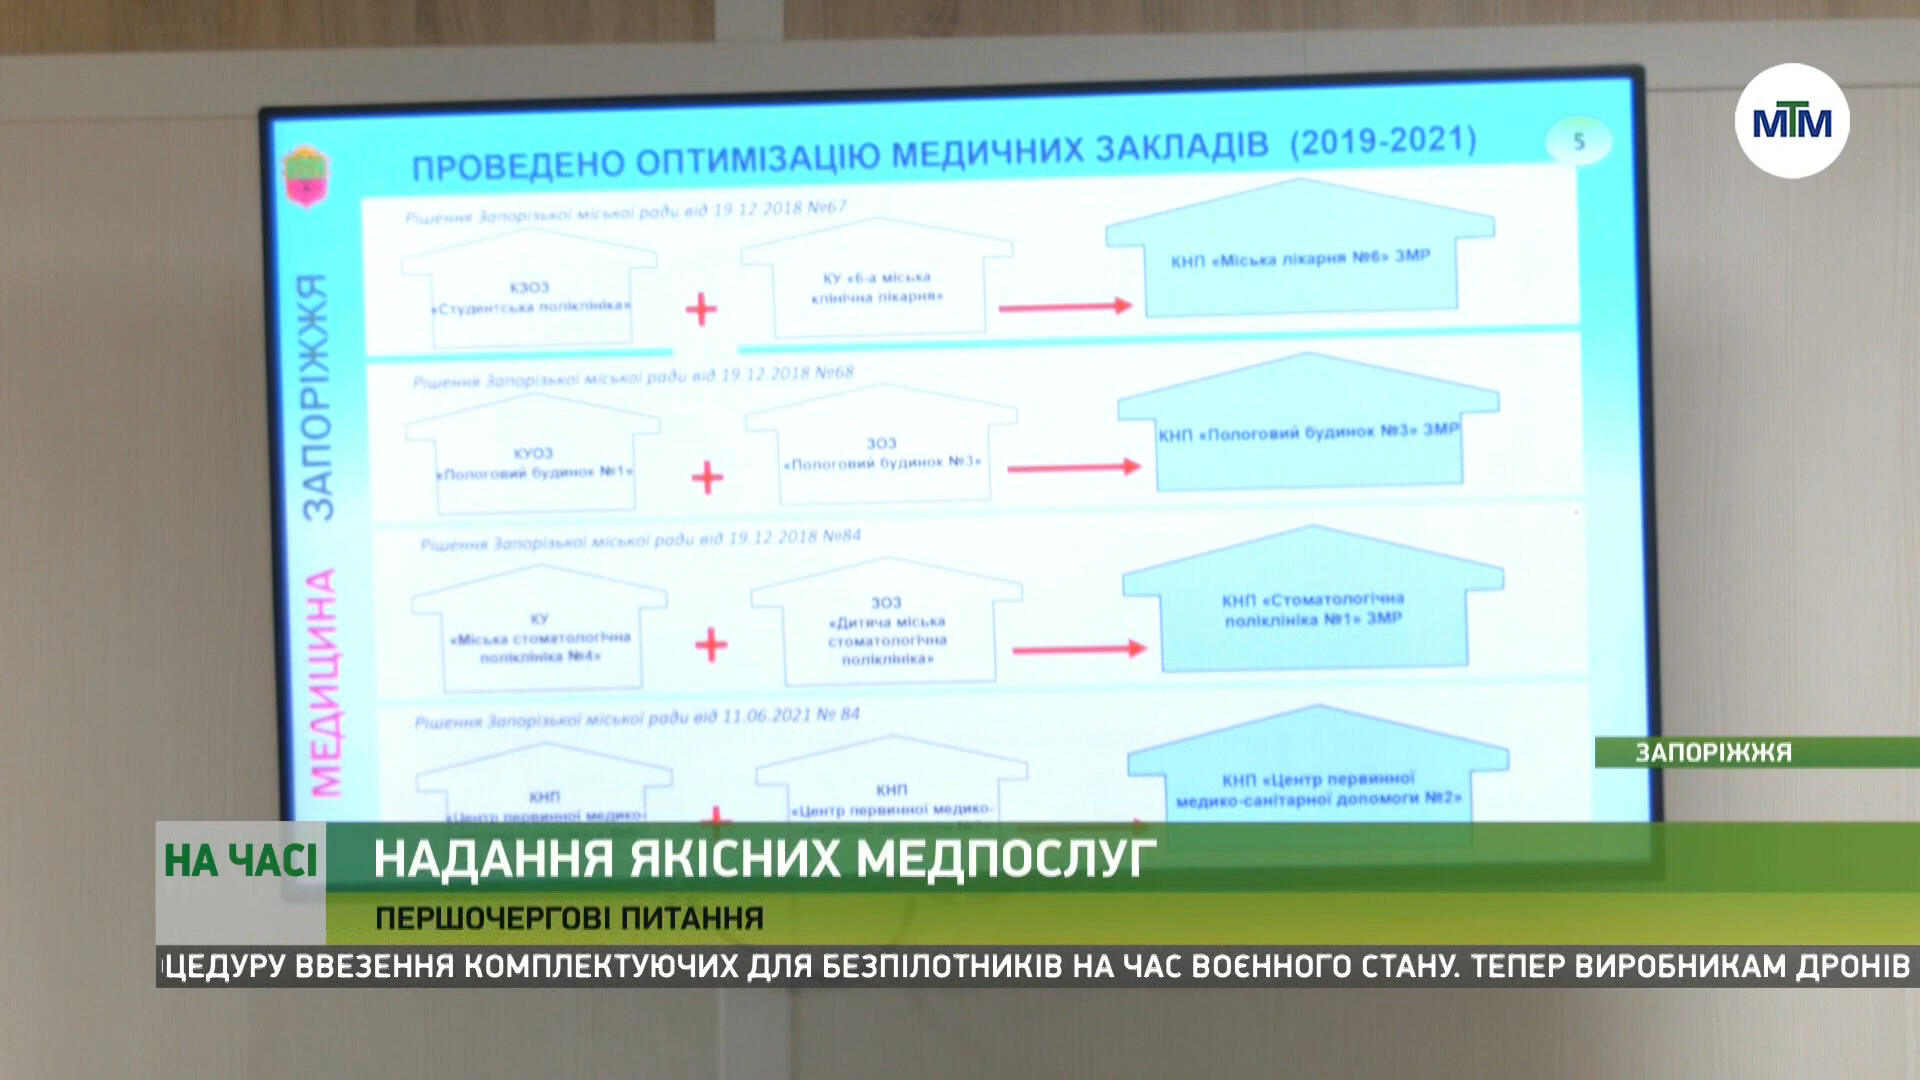 МТМ
ПРОВЕДЕНО ОПТИМІЗАЦІЮ МЕДИЧНИХ ЗАКЛАДІВ (2019-2021)
5
МЕДИЦИНА ЗАПОРІЖЖЯ
Рішення Запорізької міської ради від 19.12.2018 №67
КЗОЗ
«Студентська поліклініка»
+
КУ «6-а міська
клінічна лікарня»
КНП «Міська лікарня №6» ЗМР
Рішення Запорізької міської ради від 19.12.2018 №68
КУОЗ
«Пологовий будинок №1»
+
ЗОЗ
«Пологовий будинок №3»
КНП «Пологовий будинок №3» ЗМР
Рішення Запорізької міської ради від 19.12.2018 №84
КУ
«Міська стоматологічна
поліклініка №4»
+
ЗОЗ
«Дитяча міська
стоматологічна
поліклініка»
КНП «Стоматологічна
поліклініка №1» ЗМР
Рішення Запорізької міської ради від 11.06.2021 № 84
КНП
«Центр первинної медико-
+
КНП
«Центр первинної медико-
КНП «Центр первинної
медико-санітарної допомоги №2»
ЗАПОРІЖЖЯ
НА ЧАСІ
НАДАННЯ ЯКІСНИХ МЕДПОСЛУГ
ПЕРШОЧЕРГОВІ ПИТАННЯ
ОЦЕДУРУ ВВЕЗЕННЯ КОМПЛЕКТУЮЧИХ ДЛЯ БЕЗПІЛОТНИКІВ НА ЧАС ВОЄННОГО СТАНУ. ТЕПЕР ВИРОБНИКАМ ДРОНІВ